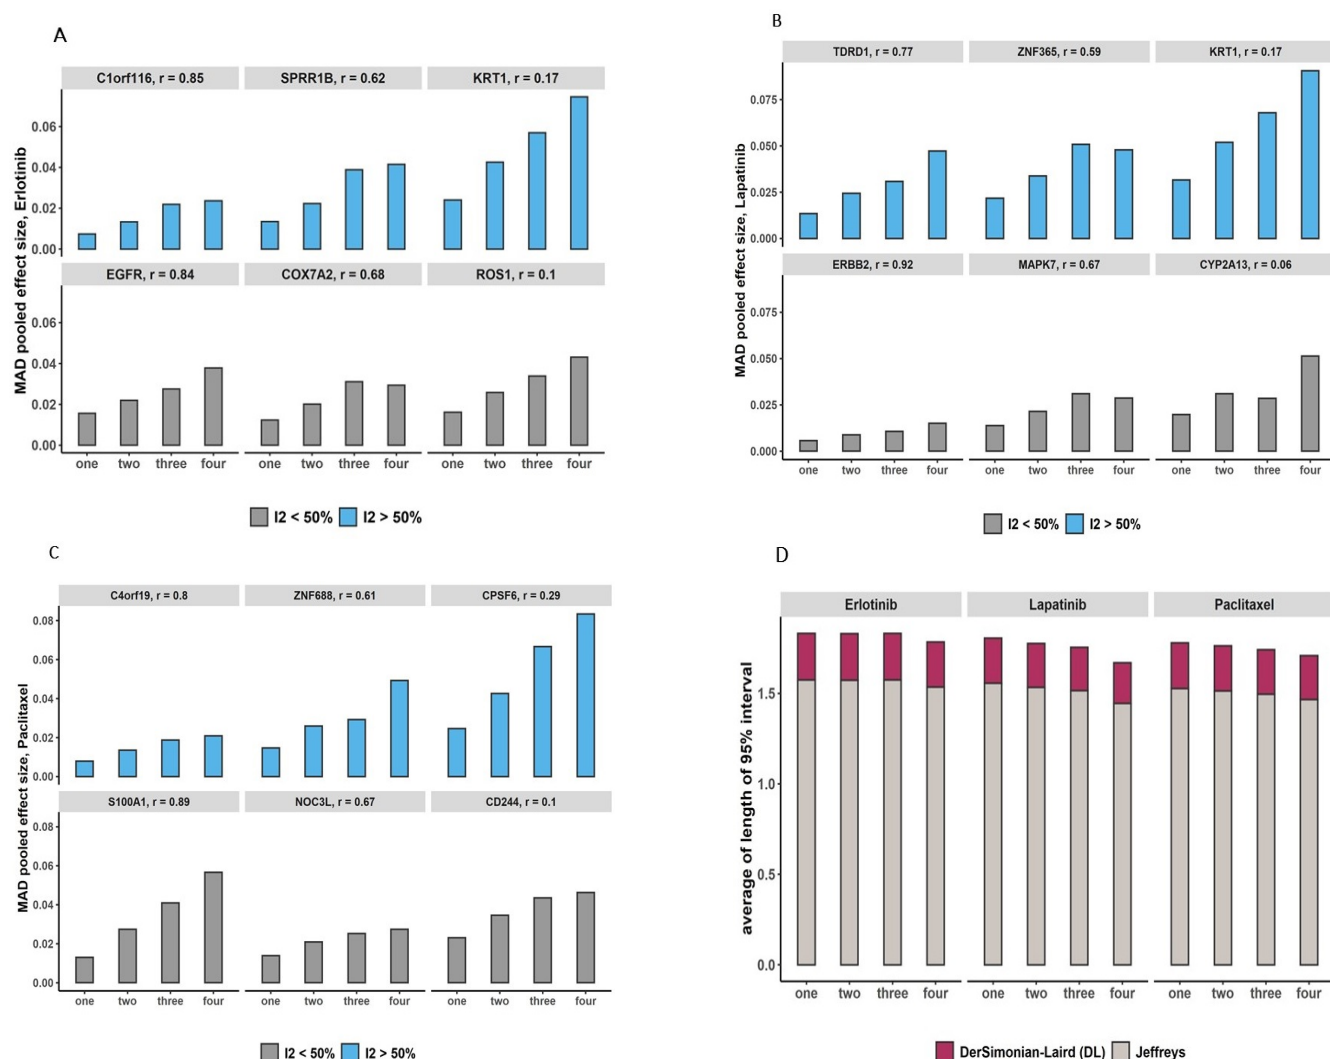 A
C1orf116, r = 0.85 SPRR1B, r = 0.62 KRT1, r = 0.17
0.06
0.04
0.02
0.00
EGFR, r = 0.84 COX7A2, r = 0.68 ROS1, r = 0.1
0.06
0.04
0.02
0.00
MAD pooled effect size, Erlotinib
one two three four one two three four one two three four
I2 < 50% I2 > 50%
B
TDRD1, r = 0.77 ZNF365, r = 0.59 KRT1, r = 0.17
0.075
0.050
0.025
0.000
ERBB2, r = 0.92 MAPK7, r = 0.67 CYP2A13, r = 0.06
0.075
0.050
0.025
0.000
MAD pooled effect size, Lapatinib
one two three four one two three four one two three four
I2 < 50% I2 > 50%
C
C4orf19, r = 0.8 ZNF688, r = 0.61 CPSF6, r = 0.29
0.08
0.06
0.04
0.02
0.00
S100A1, r = 0.89 NOC3L, r = 0.67 CD244, r = 0.1
0.08
0.06
0.04
0.02
0.00
MAD pooled effect size, Paclitaxel
one two three four one two three four one two three four
I2 < 50% I2 > 50%
D
Erlotinib Lapatinib Paclitaxel
1.5
1.0
0.5
0.0
average of length of 95% interval
one two three four one two three four one two three four
DerSimonian-Laird (DL) Jeffreys